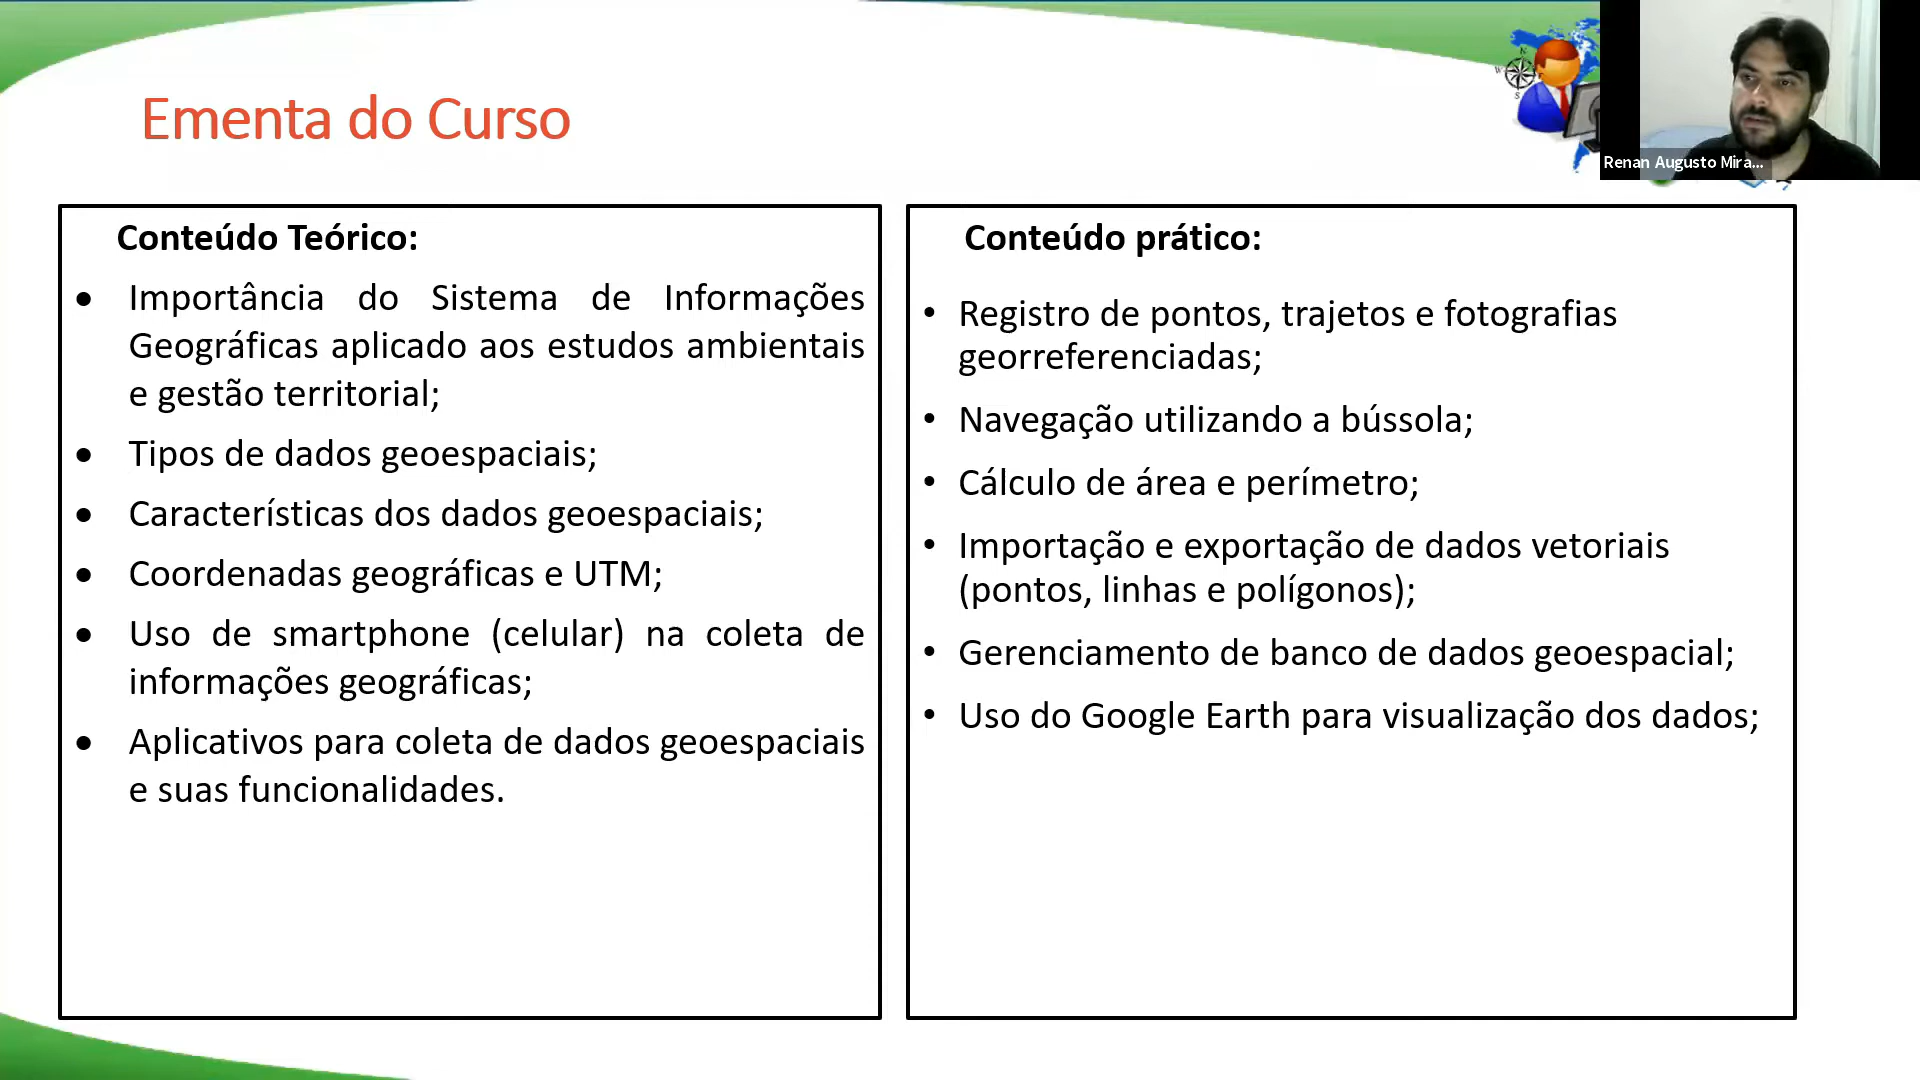 Ementa do Curso
Renan Augusto Mira...
Conteúdo Teórico:
• Importância do Sistema de Informações
Geográficas aplicado aos estudos ambientais
e gestão territorial;
• Tipos de dados geoespaciais;
• Características dos dados geoespaciais;
• Coordenadas geográficas e UTM;
• Uso de smartphone (celular) na coleta de
informações geográficas;
• Aplicativos para coleta de dados geoespaciais
e suas funcionalidades.
Conteúdo prático:
• Registro de pontos, trajetos e fotografias
georreferenciadas;
• Navegação utilizando a bússola;
• Cálculo de área e perímetro;
• Importação e exportação de dados vetoriais
(pontos, linhas e polígonos);
• Gerenciamento de banco de dados geoespacial;
• Uso do Google Earth para visualização dos dados;